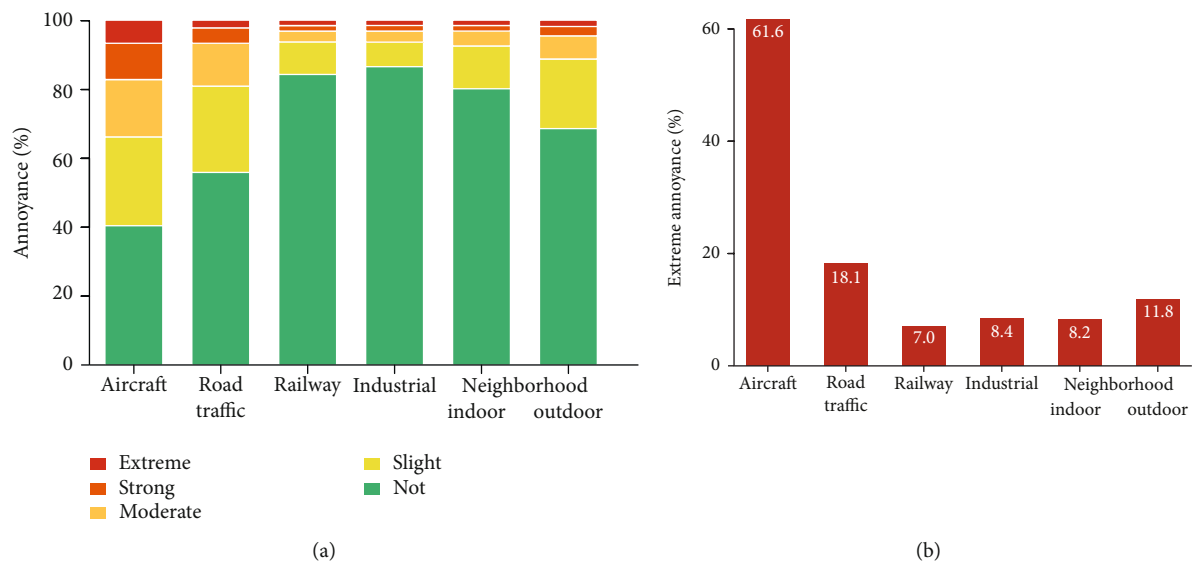 Annoyance (%)
100
80
60
40
20
0
Aircraft
Road
traffic
Railway
Industrial
Neighborhood
indoor
outdoor
Extreme
Strong
Moderate
Slight
Not
(a)
Extreme annoyance (%)
60
40
20
0
61.6
18.1
7.0
8.4
8.2
11.8
Aircraft
Road
traffic
Railway
Industrial
Neighborhood
indoor
outdoor
(b)